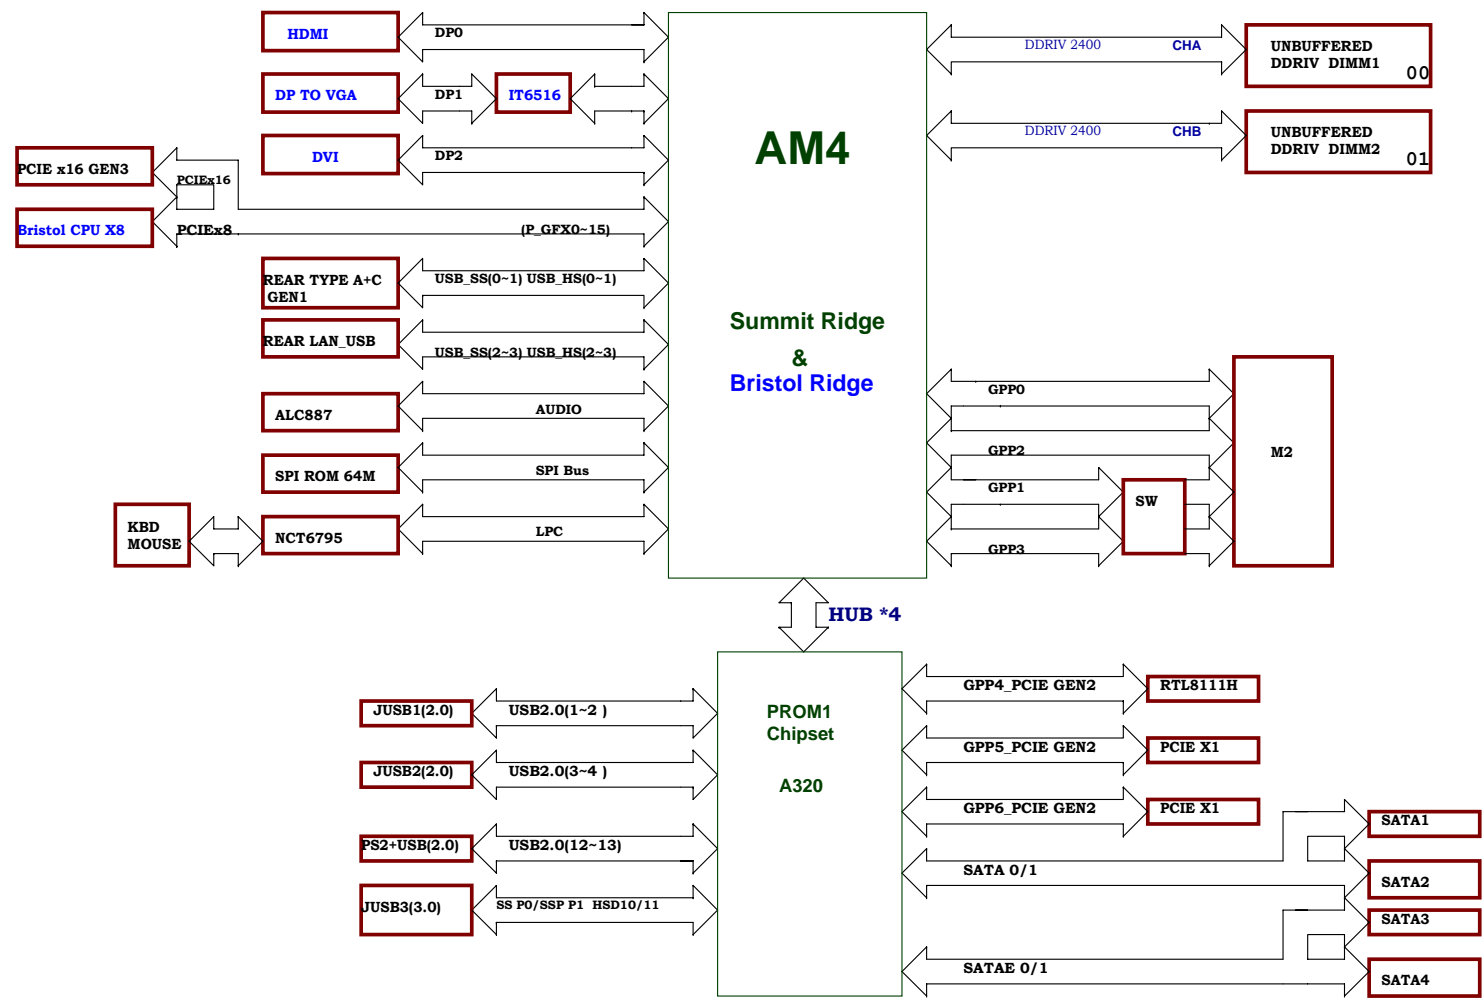 HDMI
DP0
DP TO VGA
DP1
IT6516
DVI
DP2
PCIE x16 GEN3
PCIEx16
Bristol CPU X8
PCIEx8
(P_GFX0~15)
REAR TYPE A+C
GEN1
USB_SS(0~1) USB_HS(0~1)
REAR LAN_USB
USB_SS(2~3) USB_HS(2~3)
ALC887
AUDIO
SPI ROM 64M
SPI Bus
KBD
MOUSE
NCT6795
LPC
AM4
Summit Ridge
&
Bristol Ridge
DDRIV 2400
CHA
UNBUFFERED
DDRIV DIMM1
00
DDRIV 2400
CHB
UNBUFFERED
DDRIV DIMM2
01
GPP0
GPP2
GPP1
GPP3
SW
M2
HUB *4
PROM1
Chipset
A320
JUSB1(2.0)
USB2.0(1~2 )
JUSB2(2.0)
USB2.0(3~4 )
PS2+USB(2.0)
USB2.0(12~13)
JUSB3(3.0)
SS P0/SSP P1 HSD10/11
GPP4_PCIE GEN2
RTL8111H
GPP5_PCIE GEN2
PCIE X1
GPP6_PCIE GEN2
PCIE X1
SATA 0/1
SATA1
SATA2
SATAE 0/1
SATA3
SATA4